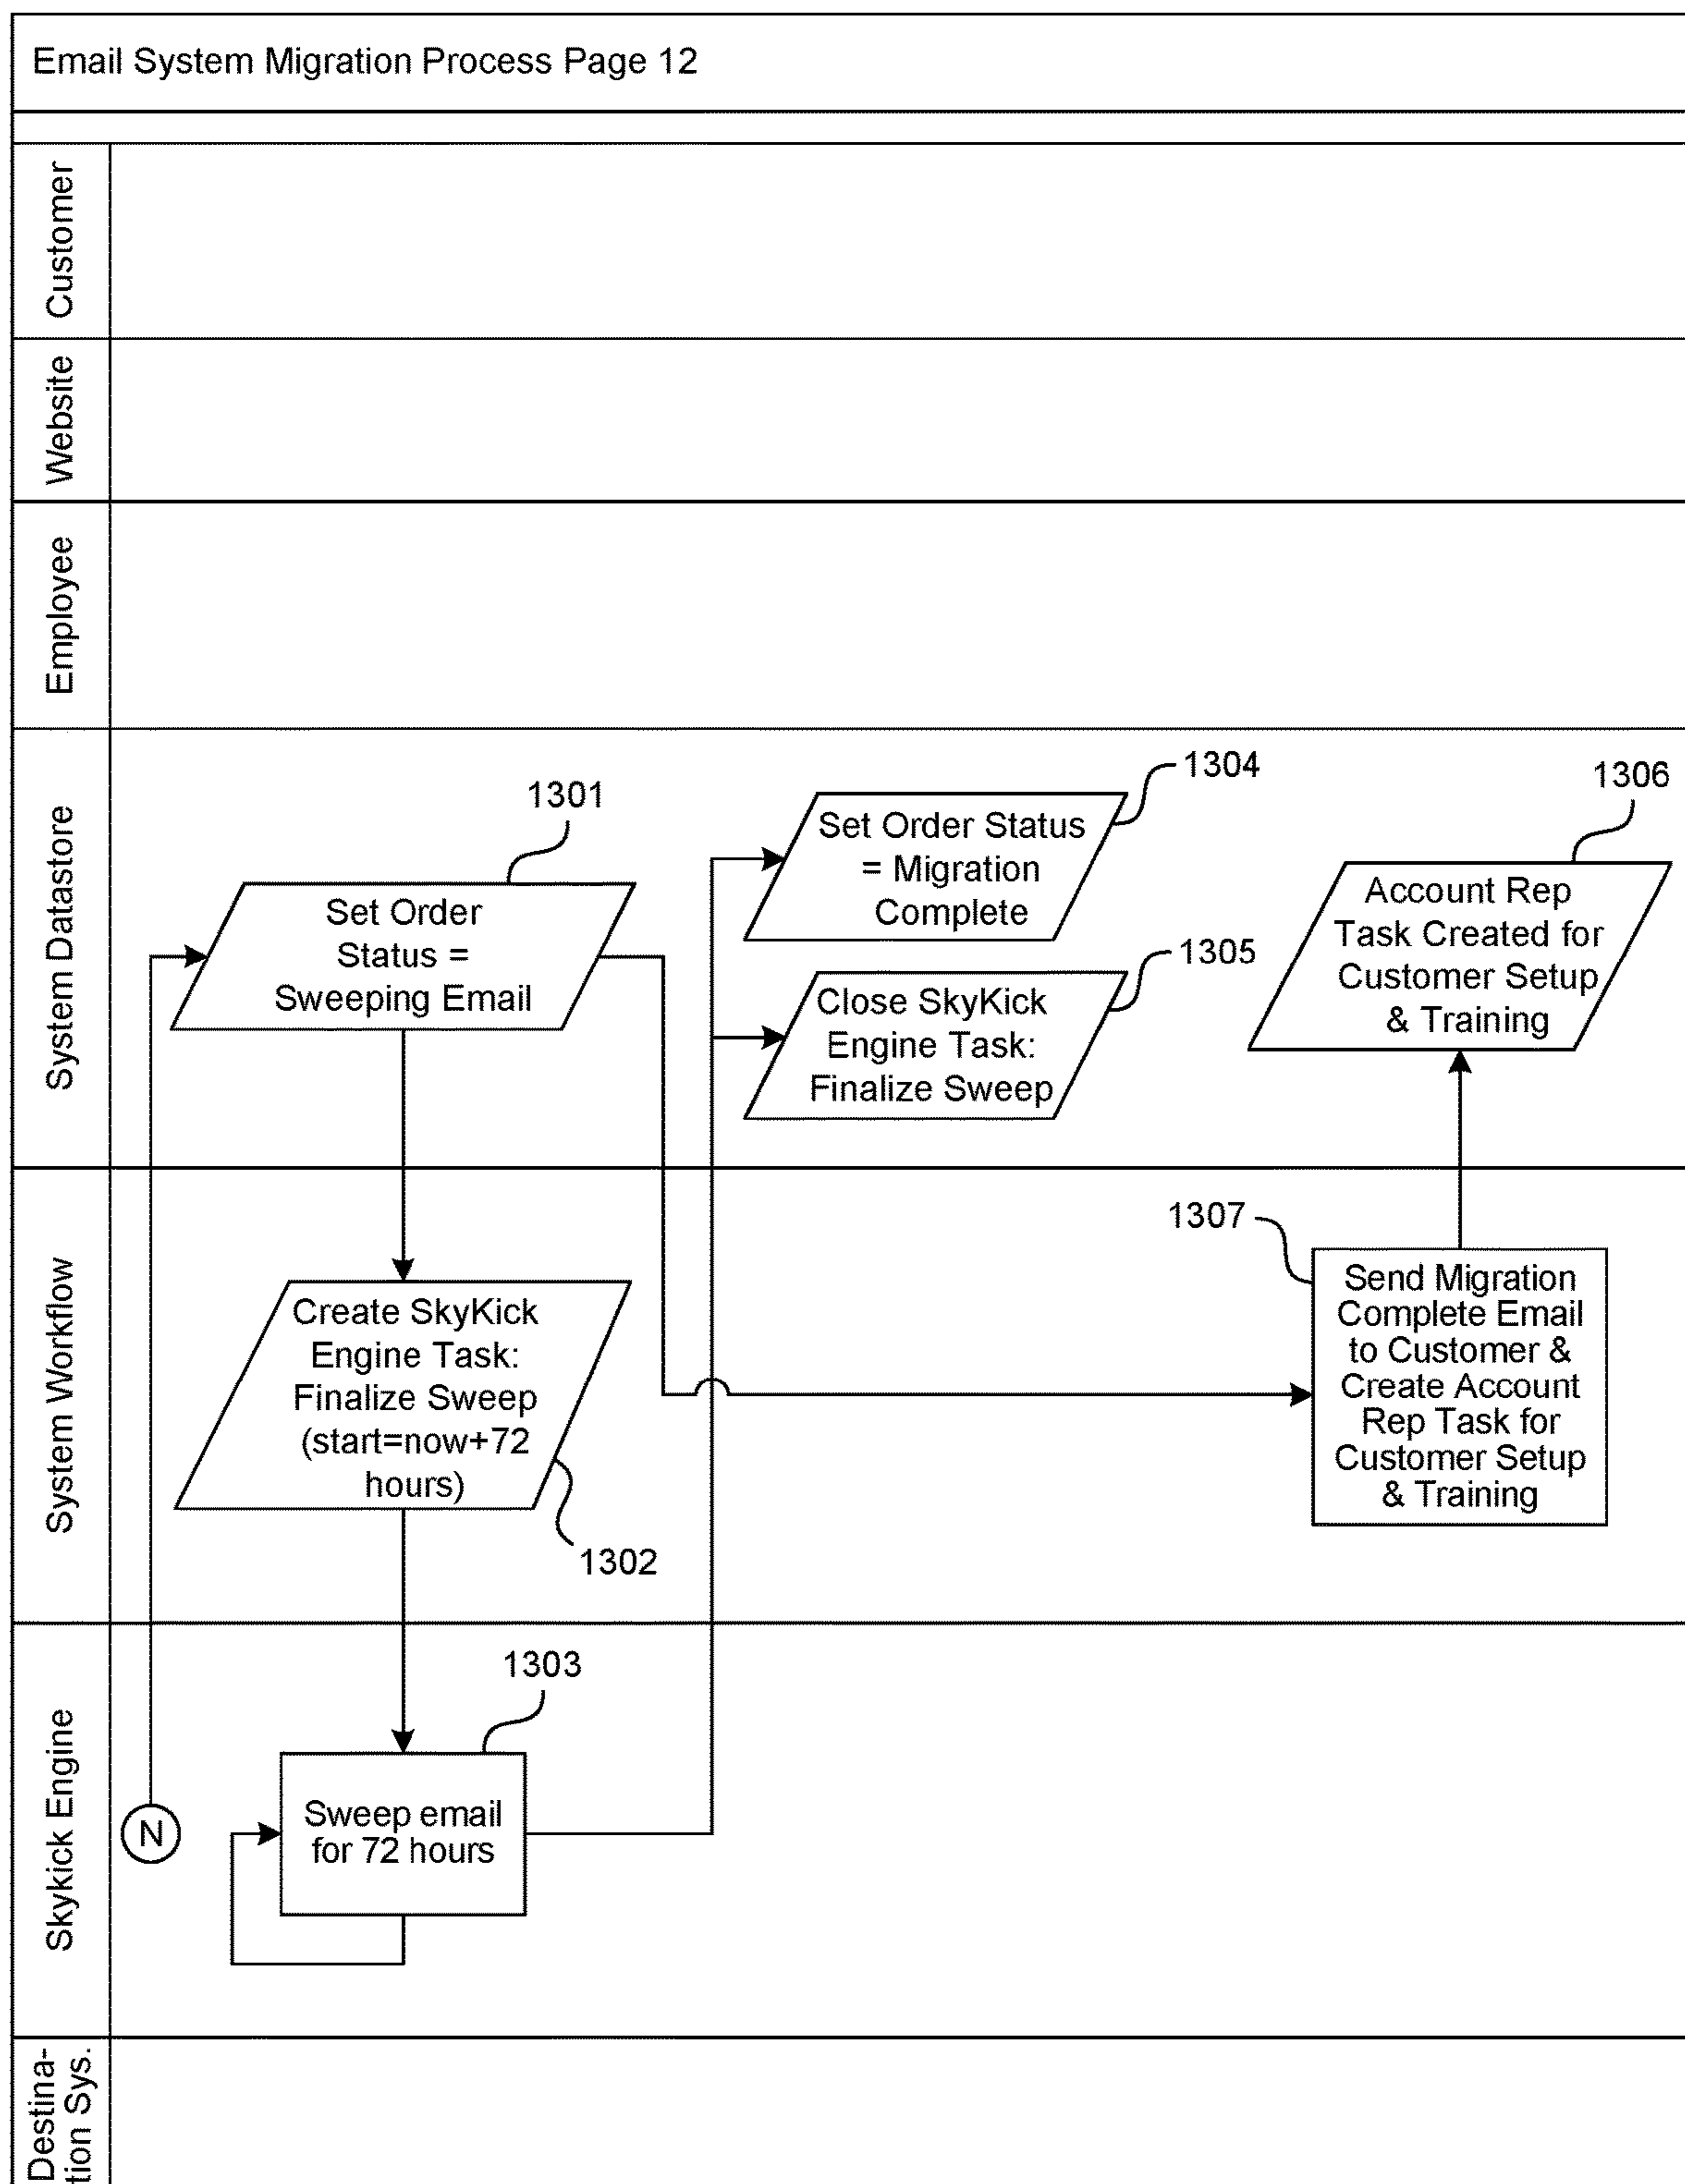 Email System Migration Process Page 12
Customer
Website
Employee
System Datastore
1301
Set Order
Status =
Sweeping Email
1304
Set Order Status
= Migration
Complete
1305
Close SkyKick
Engine Task:
Finalize Sweep
1306
Account Rep
Task Created for
Customer Setup
& Training
System Workflow
Create SkyKick
Engine Task:
Finalize Sweep
(start=now+72
hours)
1302
1307
Send Migration
Complete Email
to Customer &
Create Account
Rep Task for
Customer Setup
& Training
Skykick Engine
N
1303
Sweep email
for 72 hours
Destina-
tion Sys.